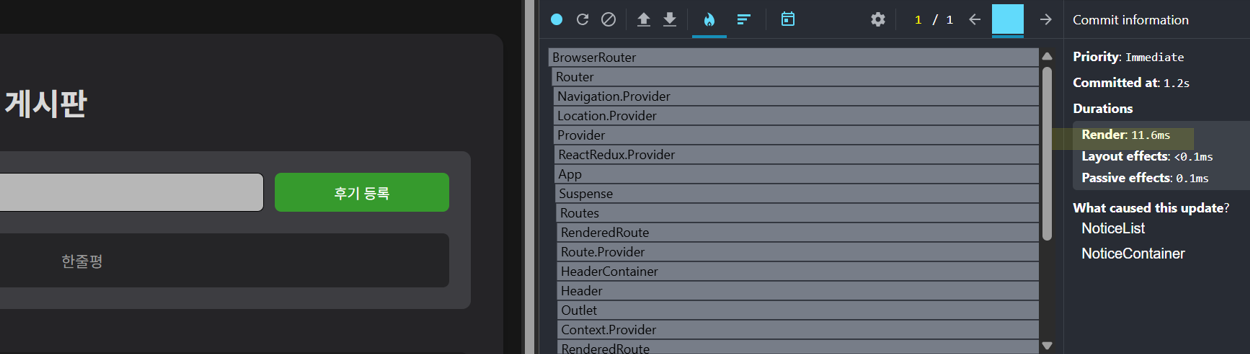 게시판
후기 등록
한줄평
1 / 1
BrowserRouter
Router
Navigation.Provider
Location.Provider
Provider
ReactRedux.Provider
App
Suspense
Routes
RenderedRoute
Route.Provider
HeaderContainer
Header
Outlet
Context.Provider
RenderedRoute
Commit information
Priority: Immediate
Committed at: 1.2s
Durations
Render: 11.6ms
Layout effects: <0.1ms
Passive effects: 0.1ms
What caused this update?
NoticeList
NoticeContainer